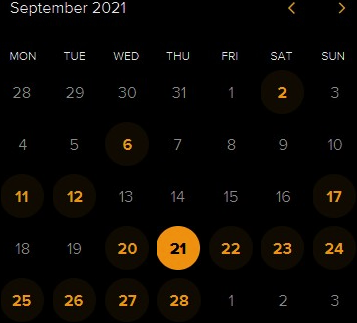 September 2021 < >
MON TUE WED THU FRI SAT SUN
28 29 30 31 1 2 3
4 5 6 7 8 9 10
11 12 13 14 15 16 17
18 19 20 21 22 23 24
25 26 27 28 1 2 3